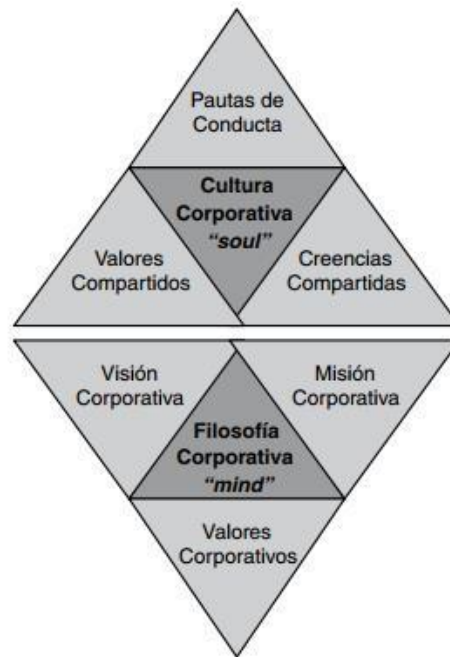 Pautas de
Conducta
Cultura
Corporativa
“soul”
Valores
Compartidos
Creencias
Compartidas
Visión
Corporativa
Misión
Corporativa
Filosofía
Corporativa
“mind”
Valores
Corporativos